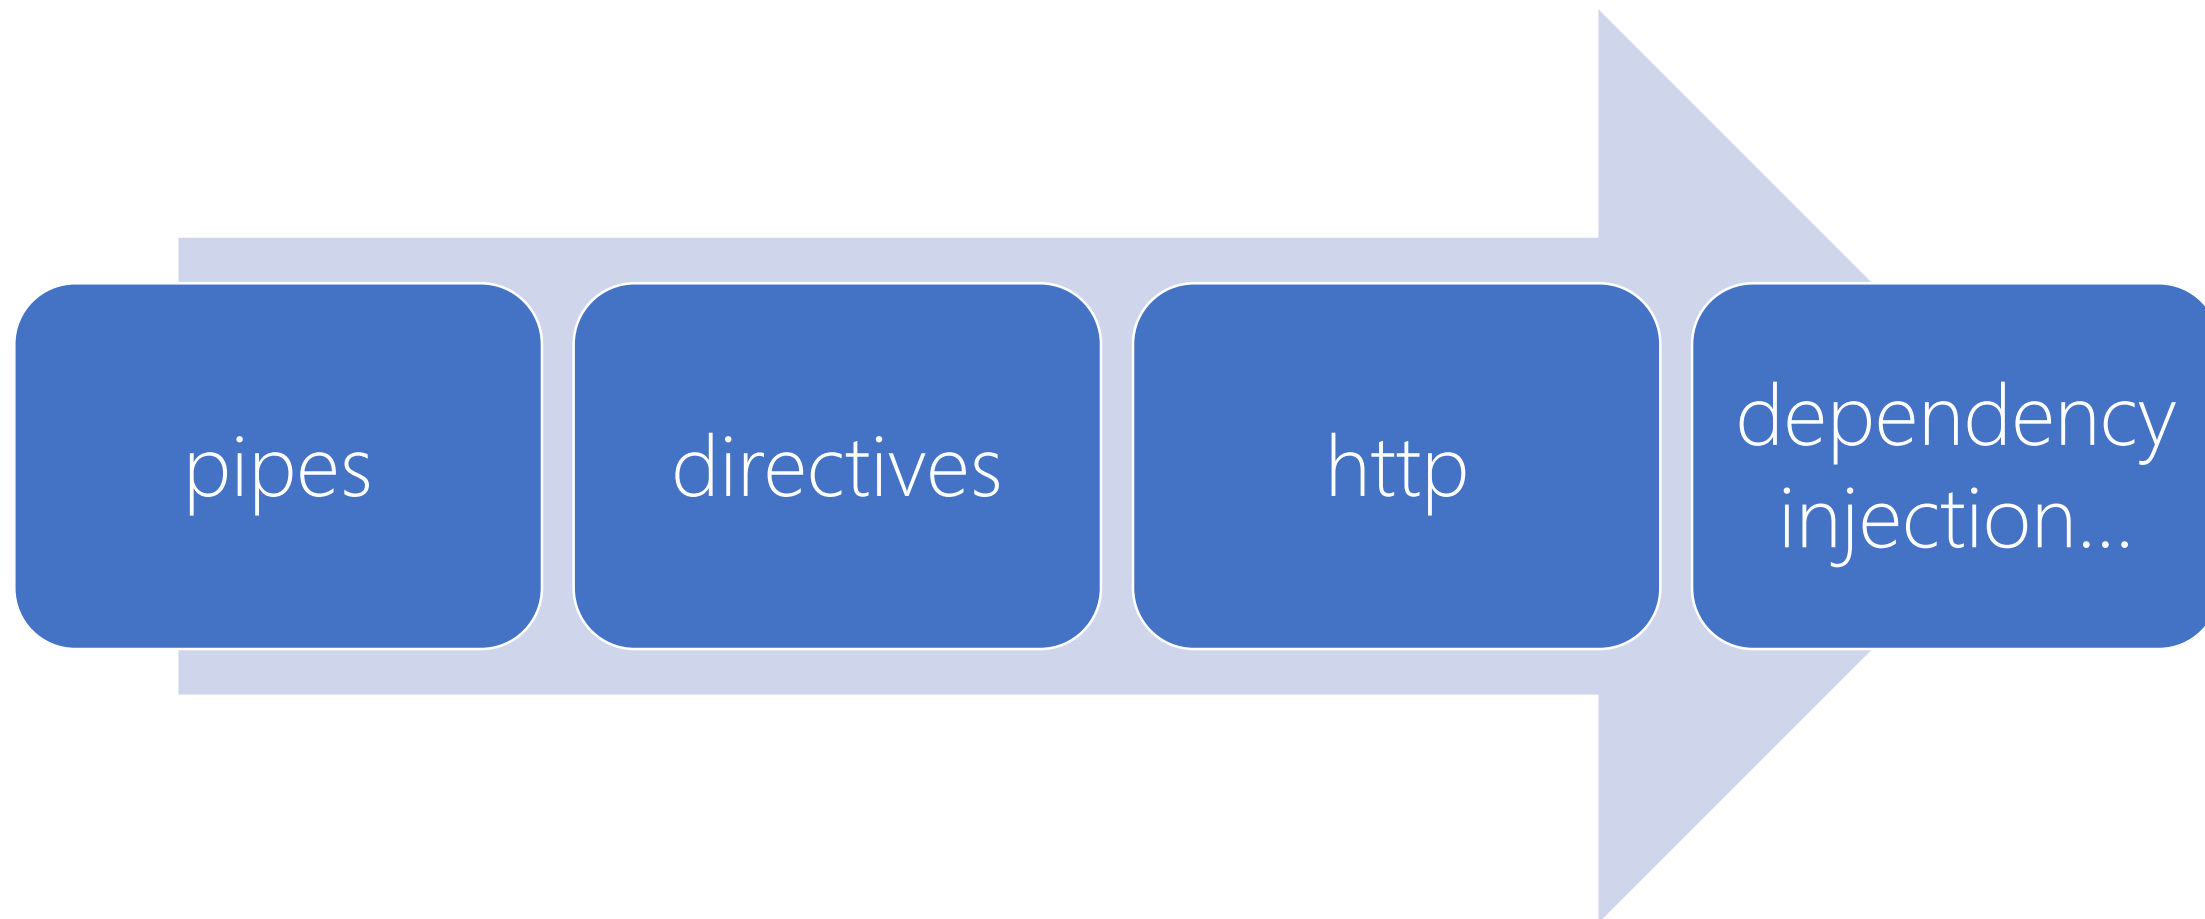 pipes
directives
http
dependency
injection...